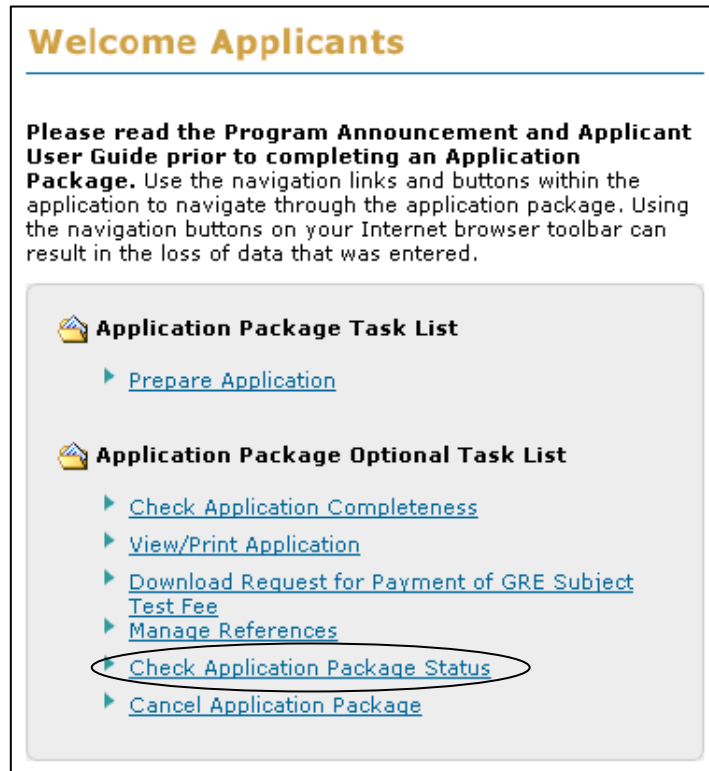 Welcome Applicants
Please read the Program Announcement and Applicant
User Guide prior to completing an Application
Package. Use the navigation links and buttons within the
application to navigate through the application package. Using
the navigation buttons on your Internet browser toolbar can
result in the loss of data that was entered.
Application Package Task List
Prepare Application
Application Package Optional Task List
Check Application Completeness
View/Print Application
Download Request for Payment of GRE Subject
Test Fee
Manage References
Check Application Package Status
Cancel Application Package